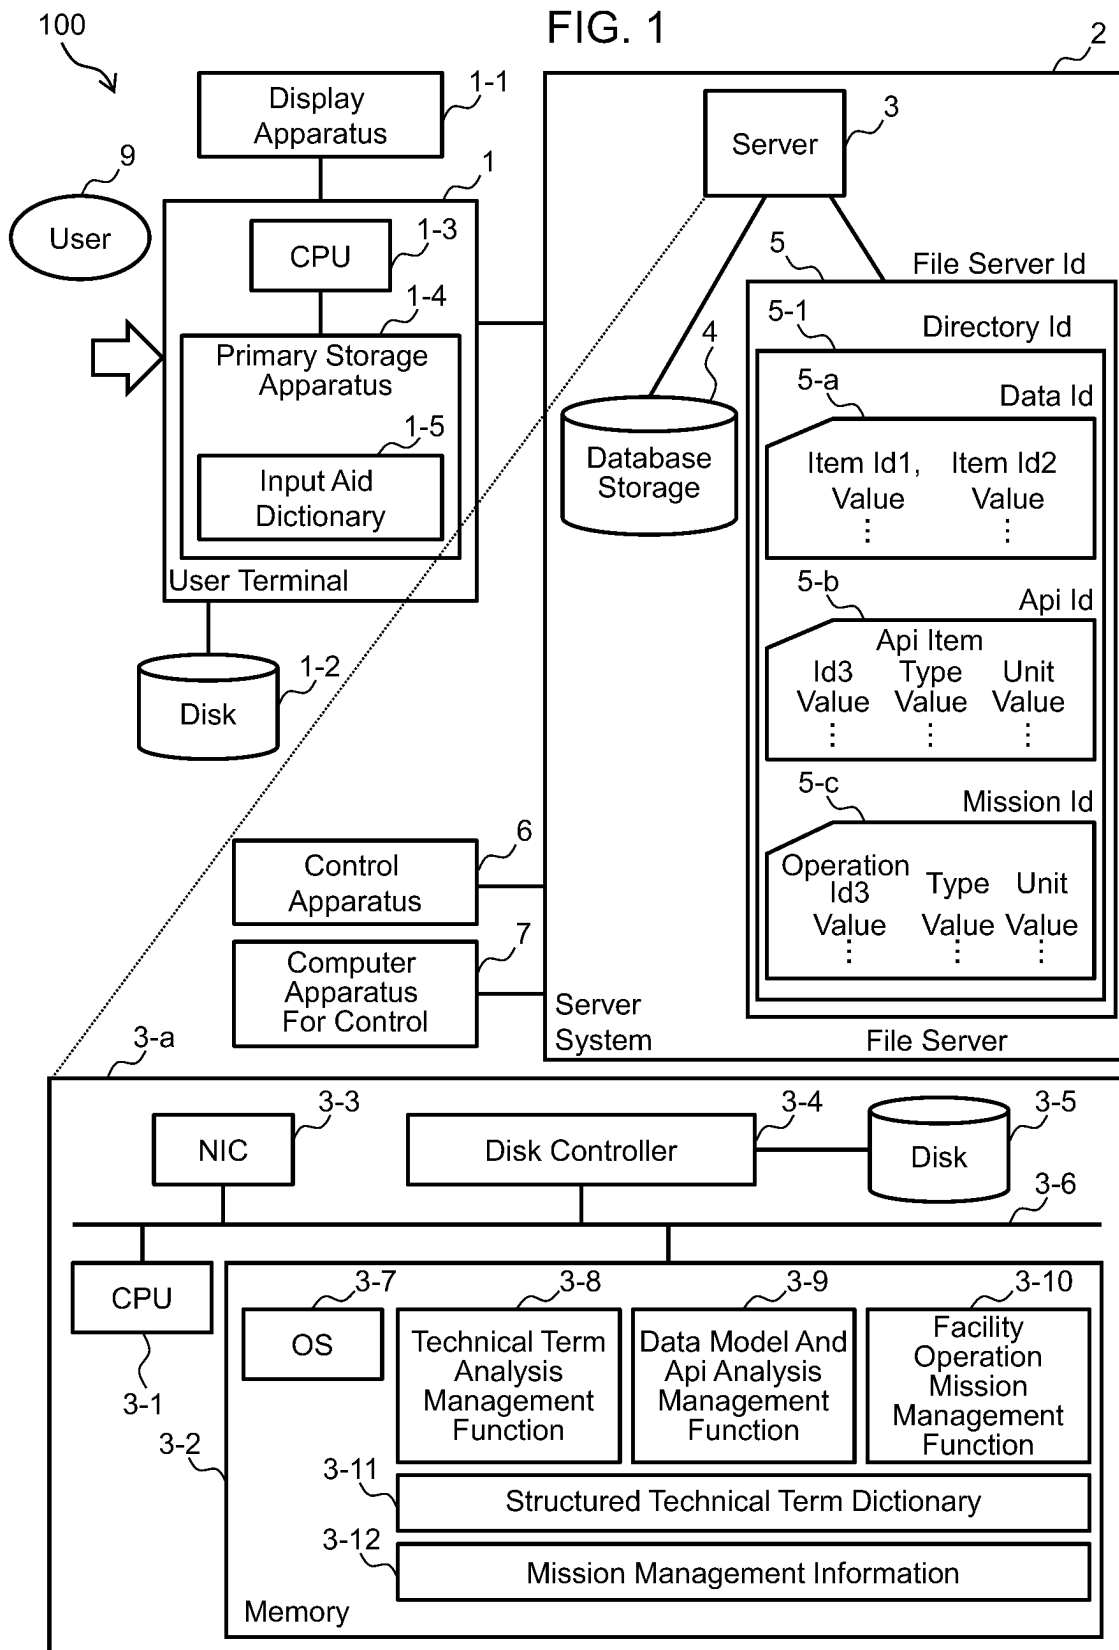 FIG. 1
100
2
1-1
Display
Apparatus
3
Server
9
User
1
CPU
1-3
1-4
Primary Storage
Apparatus
1-5
Input Aid
Dictionary
User Terminal
1-2
Disk
4
Database
Storage
5
File Server Id
5-1
Directory Id
5-a
Data Id
Item Id1, Item Id2
Value Value
⋮ ⋮
5-b
Api Id
Api Item
Id3 Type Unit
Value Value Value
⋮ ⋮ ⋮
5-c
Mission Id
Operation
Id3 Type Unit
Value Value Value
⋮ ⋮ ⋮
File Server
6
Control
Apparatus
7
Computer
Apparatus
For Control
Server
System
3-a
3-3
NIC
3-4
Disk Controller
3-5
Disk
3-6
CPU
3-1
3-2
3-7
OS
3-8
Technical Term
Analysis
Management
Function
3-9
Data Model And
Api Analysis
Management
Function
3-10
Facility
Operation
Mission
Management
Function
3-11
Structured Technical Term Dictionary
3-12
Mission Management Information
Memory